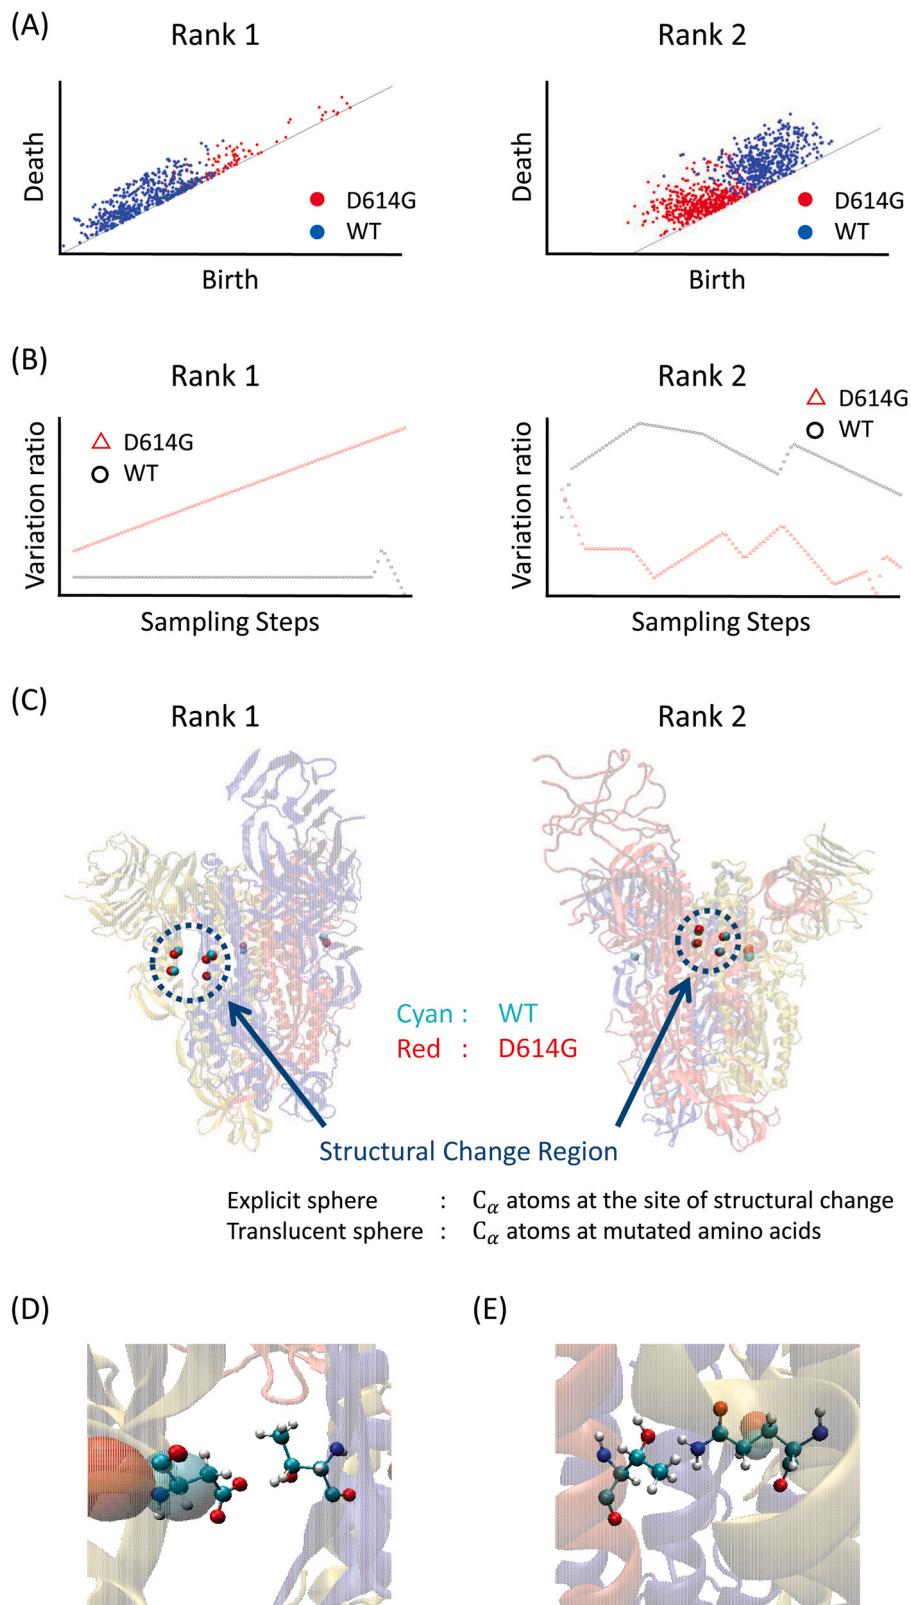 (A)
Rank 1
Rank 2
Death
D614G
WT
Birth
Death
D614G
WT
Birth
(B)
Rank 1
Rank 2
Variation ratio
D614G
WT
Sampling Steps
Variation ratio
D614G
WT
Sampling Steps
(C)
Rank 1
Rank 2
Cyan : WT
Red : D614G
Structural Change Region
Explicit sphere : Cα atoms at the site of structural change
Translucent sphere : Cα atoms at mutated amino acids
(D)
(E)